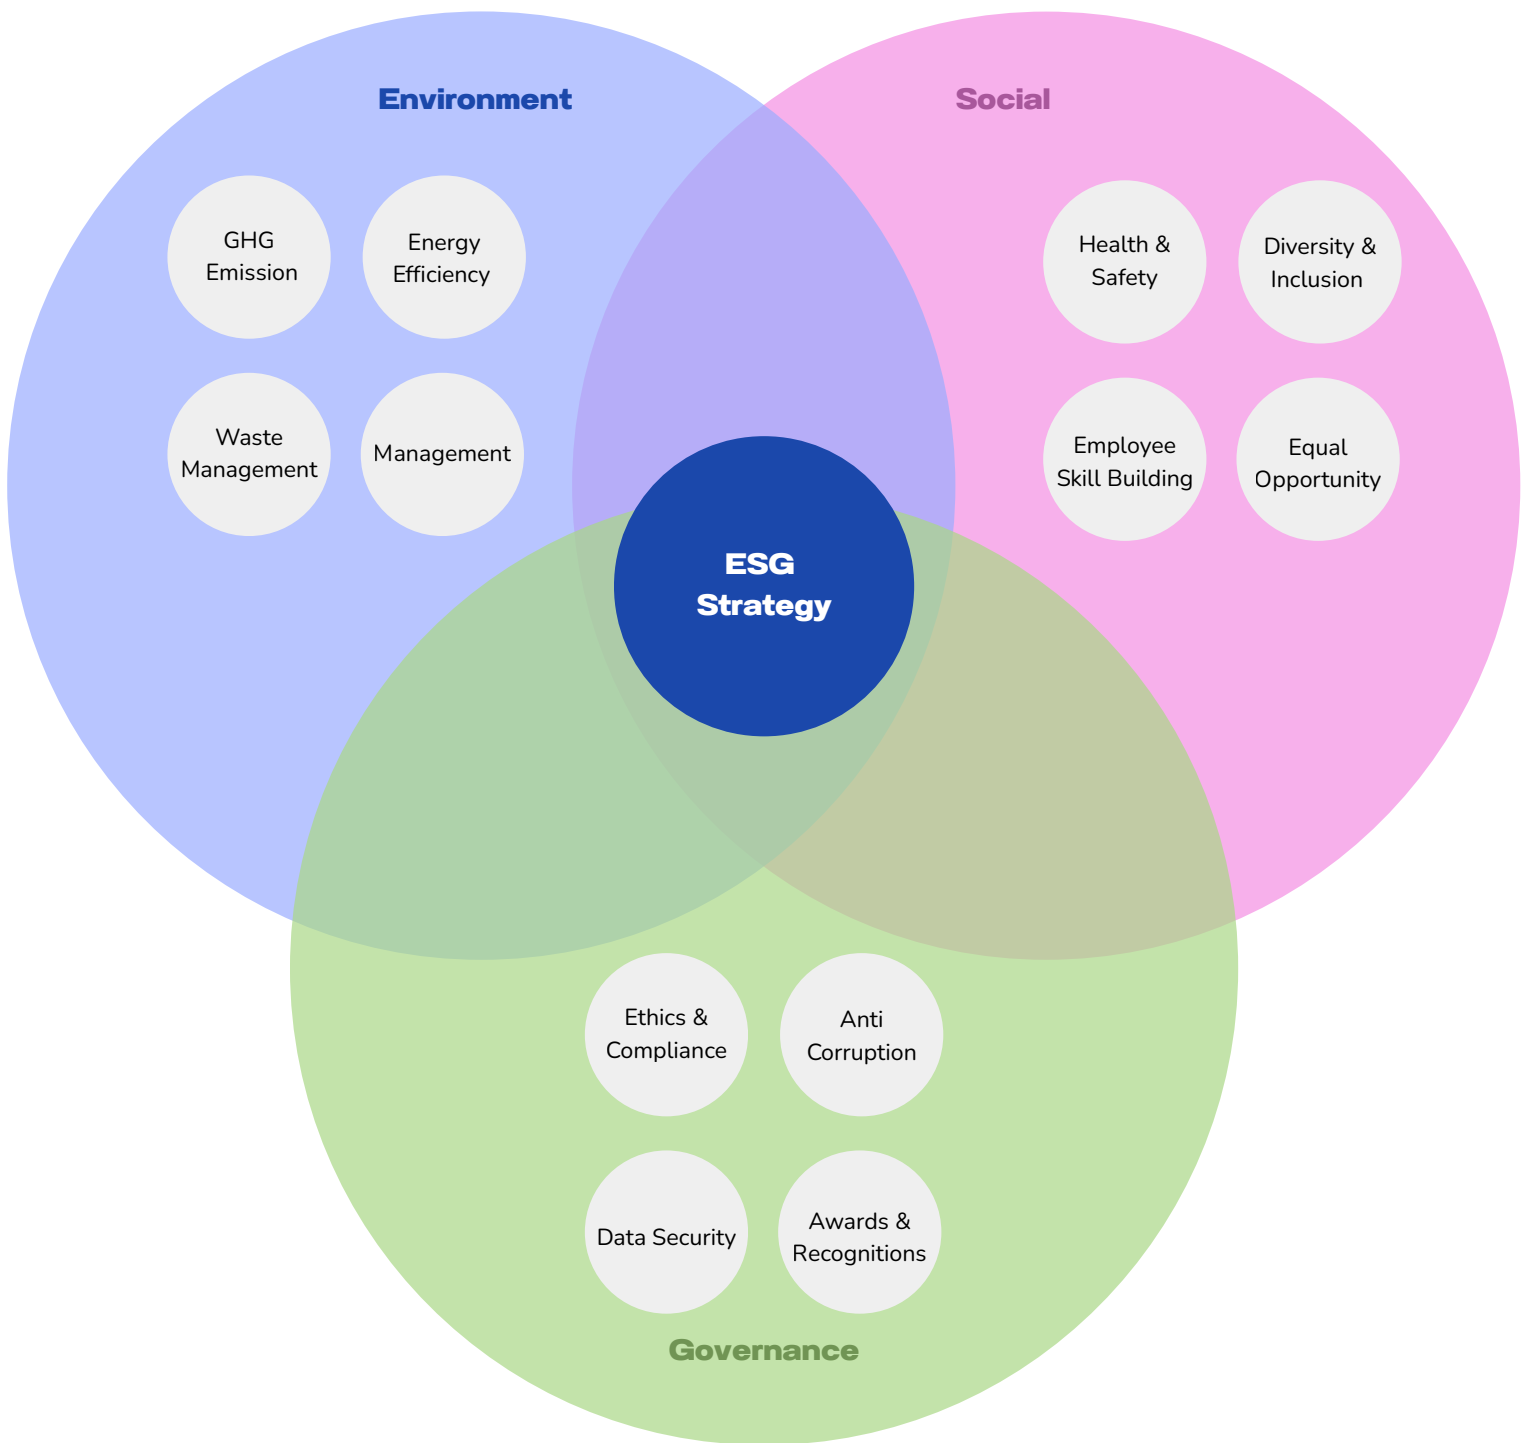 Environment
Social
GHG
Emission
Energy
Efficiency
Health &
Safety
Diversity &
Inclusion
Waste
Management
Management
Employee
Skill Building
Equal
Opportunity
ESG
Strategy
Ethics &
Compliance
Anti
Corruption
Data Security
Awards &
Recognitions
Governance